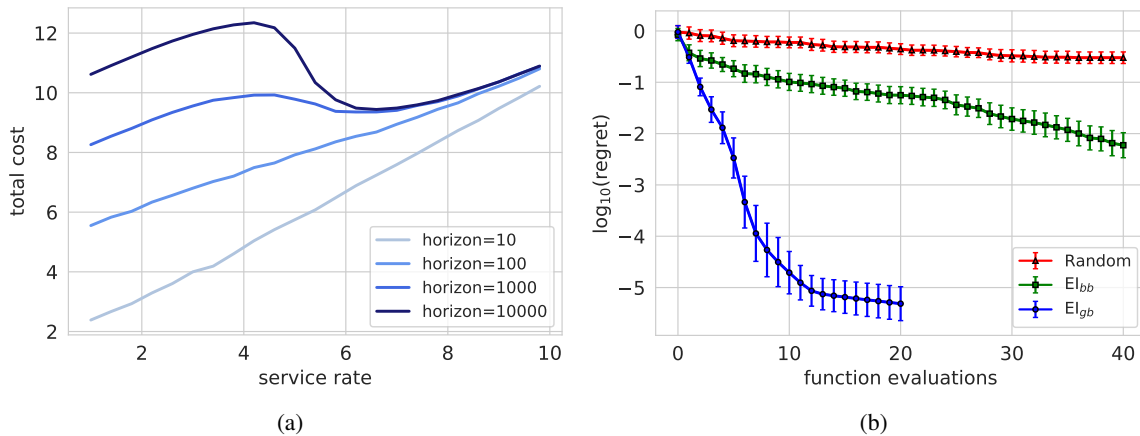 12
10
8
6
4
2
total cost
horizon=10
horizon=100
horizon=1000
horizon=10000
2
4
6
8
10
service rate
(a)
0
−1
−2
−3
−4
−5
log₁₀(regret)
Random
EI_bb
EI_gb
0
10
20
30
40
function evaluations
(b)